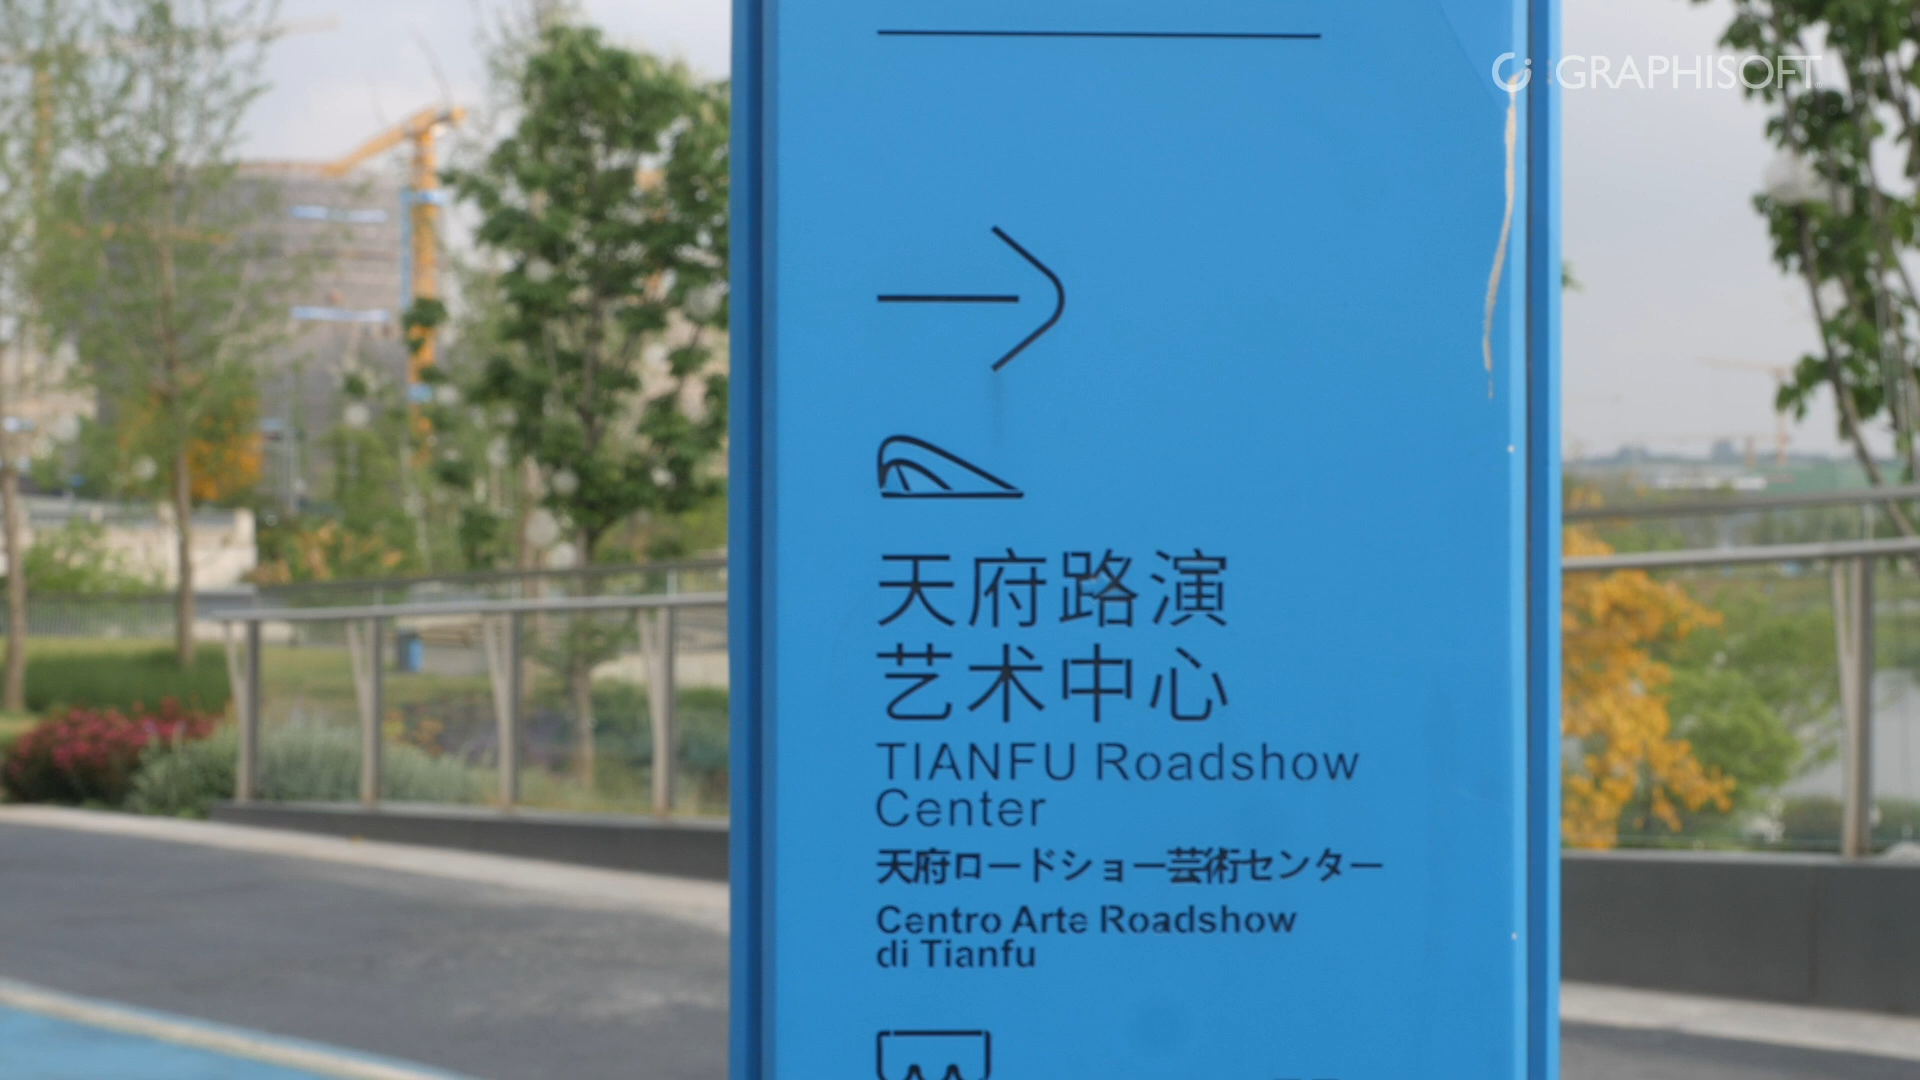 GRAPHISOFT
天府路演
艺术中心
TIANFU Roadshow
Center
天府ロードショー芸術センター
Centro Arte Roadshow
di Tianfu